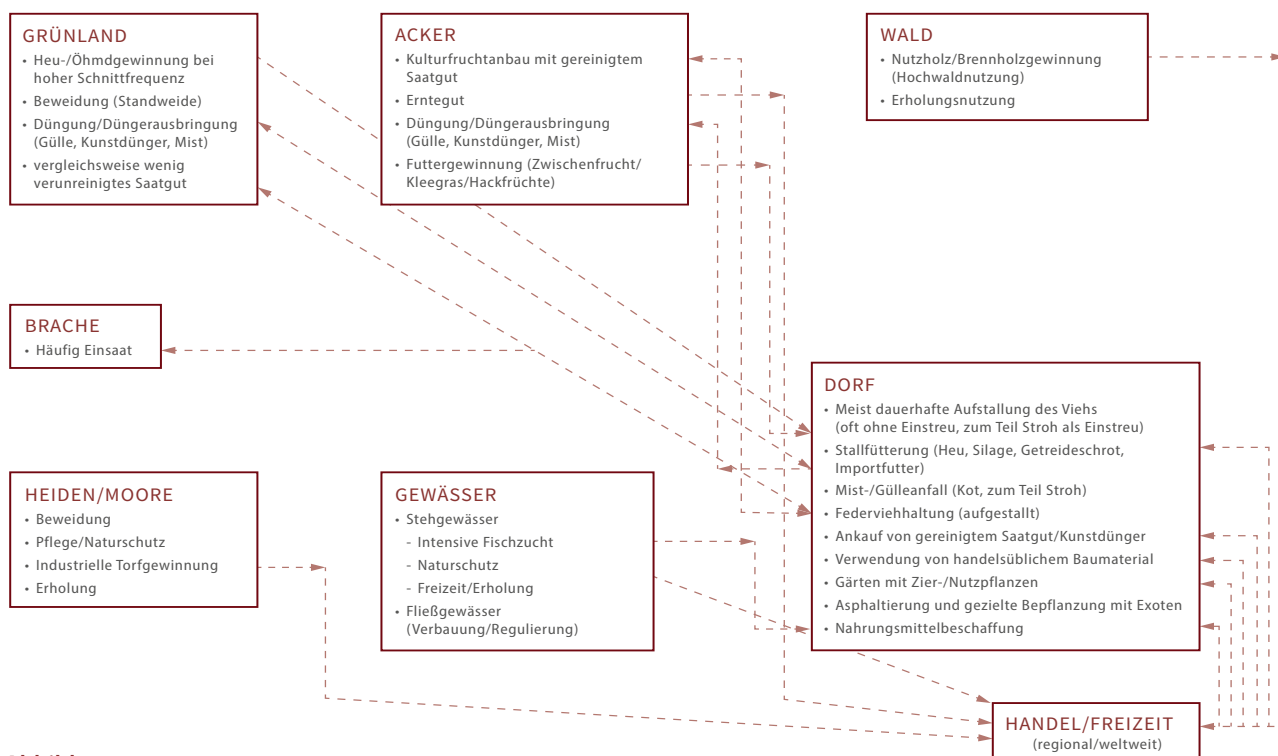 GRÜNLAND
• Heu-/Öhmdgewinnung bei
hoher Schnittfrequenz
• Beweidung (Standweide)
• Düngung/Düngerausbringung
(Gülle, Kunstdünger, Mist)
• vergleichsweise wenig
verunreinigtes Saatgut
ACKER
• Kulturfruchtanbau mit gereinigtem
Saatgut
• Erntegut
• Düngung/Düngerausbringung
(Gülle, Kunstdünger, Mist)
• Futtergewinnung (Zwischenfrucht/
Kleegras/Hackfrüchte)
WALD
• Nutzholz/Brennholzgewinnung
(Hochwaldnutzung)
• Erholungsnutzung
BRACHE
• Häufig Einsaat
DORF
• Meist dauerhafte Aufstallung des Viehs
(oft ohne Einstreu, zum Teil Stroh als Einstreu)
• Stallfütterung (Heu, Silage, Getreideschrot,
Importfutter)
• Mist-/Gülleanfall (Kot, zum Teil Stroh)
• Federviehhaltung (aufgestallt)
• Ankauf von gereinigtem Saatgut/Kunstdünger
• Verwendung von handelsüblichem Baumaterial
• Gärten mit Zier-/Nutzpflanzen
• Asphaltierung und gezielte Bepflanzung mit Exoten
• Nahrungsmittelbeschaffung
HEIDEN/MOORE
• Beweidung
• Pflege/Naturschutz
• Industrielle Torfgewinnung
• Erholung
GEWÄSSER
• Stehgewässer
- Intensive Fischzucht
- Naturschutz
- Freizeit/Erholung
• Fließgewässer
(Verbauung/Regulierung)
HANDEL/FREIZEIT
(regional/weltweit)